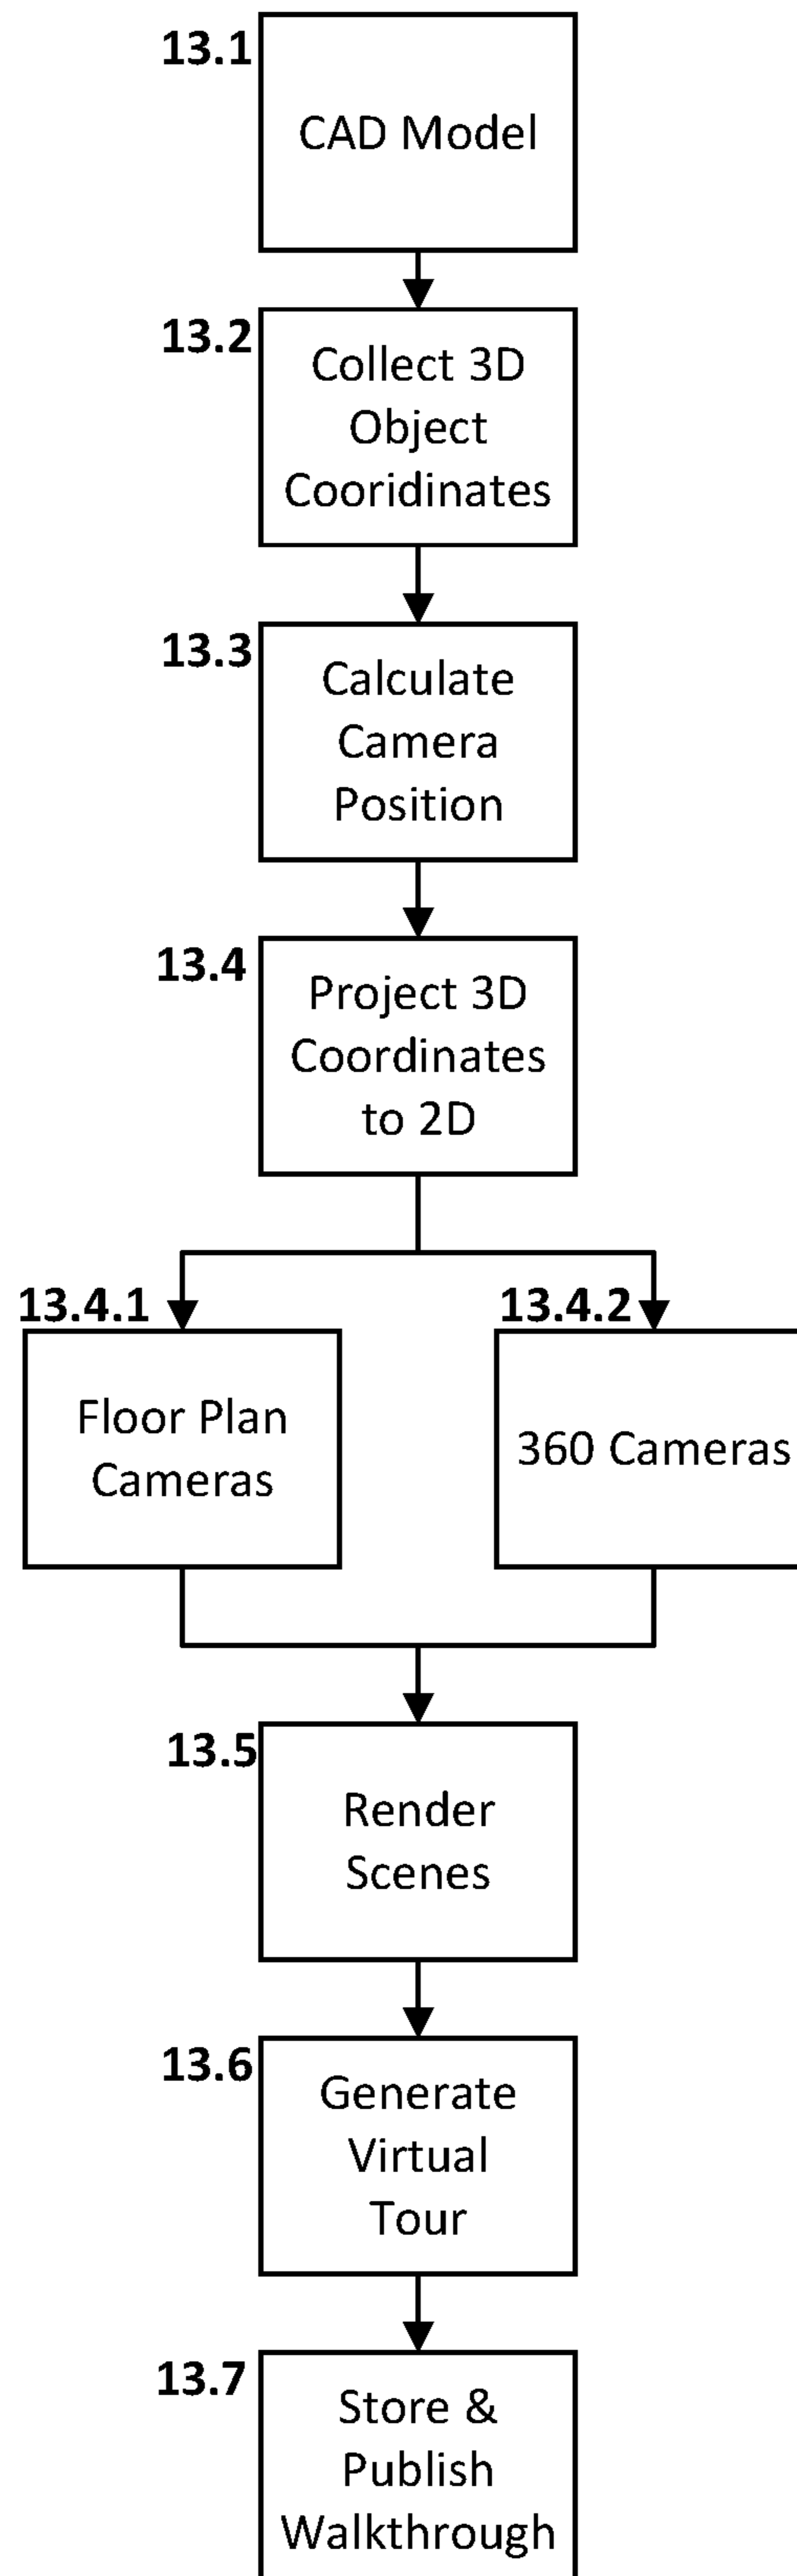 13.1
CAD Model
13.2
Collect 3D
Object
Cooridinates
13.3
Calculate
Camera
Position
13.4
Project 3D
Coordinates
to 2D
13.4.1
Floor Plan
Cameras
13.4.2
360 Cameras
13.5
Render
Scenes
13.6
Generate
Virtual
Tour
13.7
Store &
Publish
Walkthrough